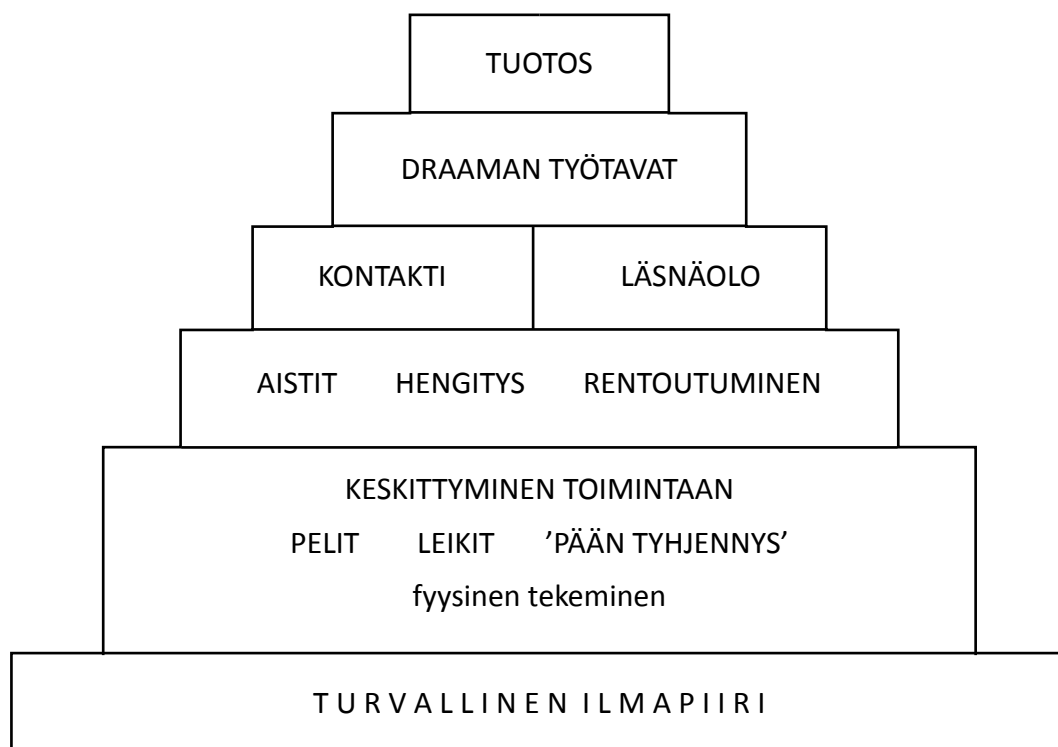 TUOTOS
DRAAMAN TYÖTAVAT
KONTAKTI LÄSNÄOLO
AISTIT HENGITYS RENTOUTUMINEN
KESKITTYMINEN TOIMINTAAN
PELIT LEIKIT ’PÄÄN TYHJENNYS’
fyysinen tekeminen
T U R V A L L I N E N I L M A P I I R I